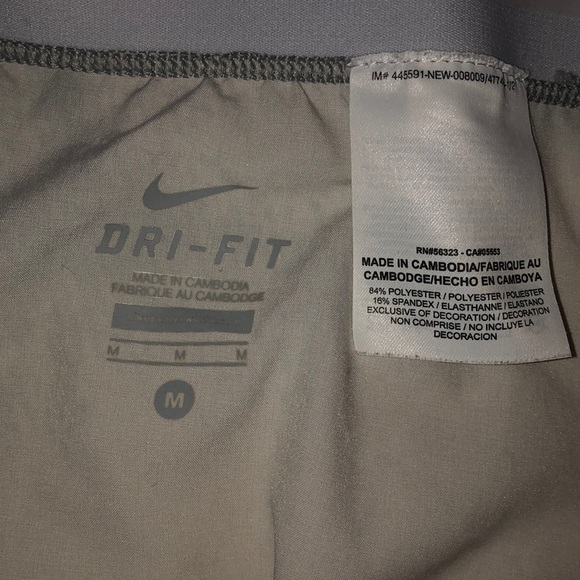 DRI-FIT
MADE IN CAMBODIA
FABRIQUE AU CAMBODGE
M M M
M
IM# 445591-NEW-008009/4774
RN#56323 - CA#05553
MADE IN CAMBODIA/FABRIQUE AU
CAMBODGE/HECHO EN CAMBOYA
84% POLYESTER / POLYESTER / POLIESTER
16% SPANDEX / ELASTHANNE / ELASTANO
EXCLUSIVE OF DECORATION / DECORATION
NON COMPRISE / NO INCLUYE LA
DECORACION